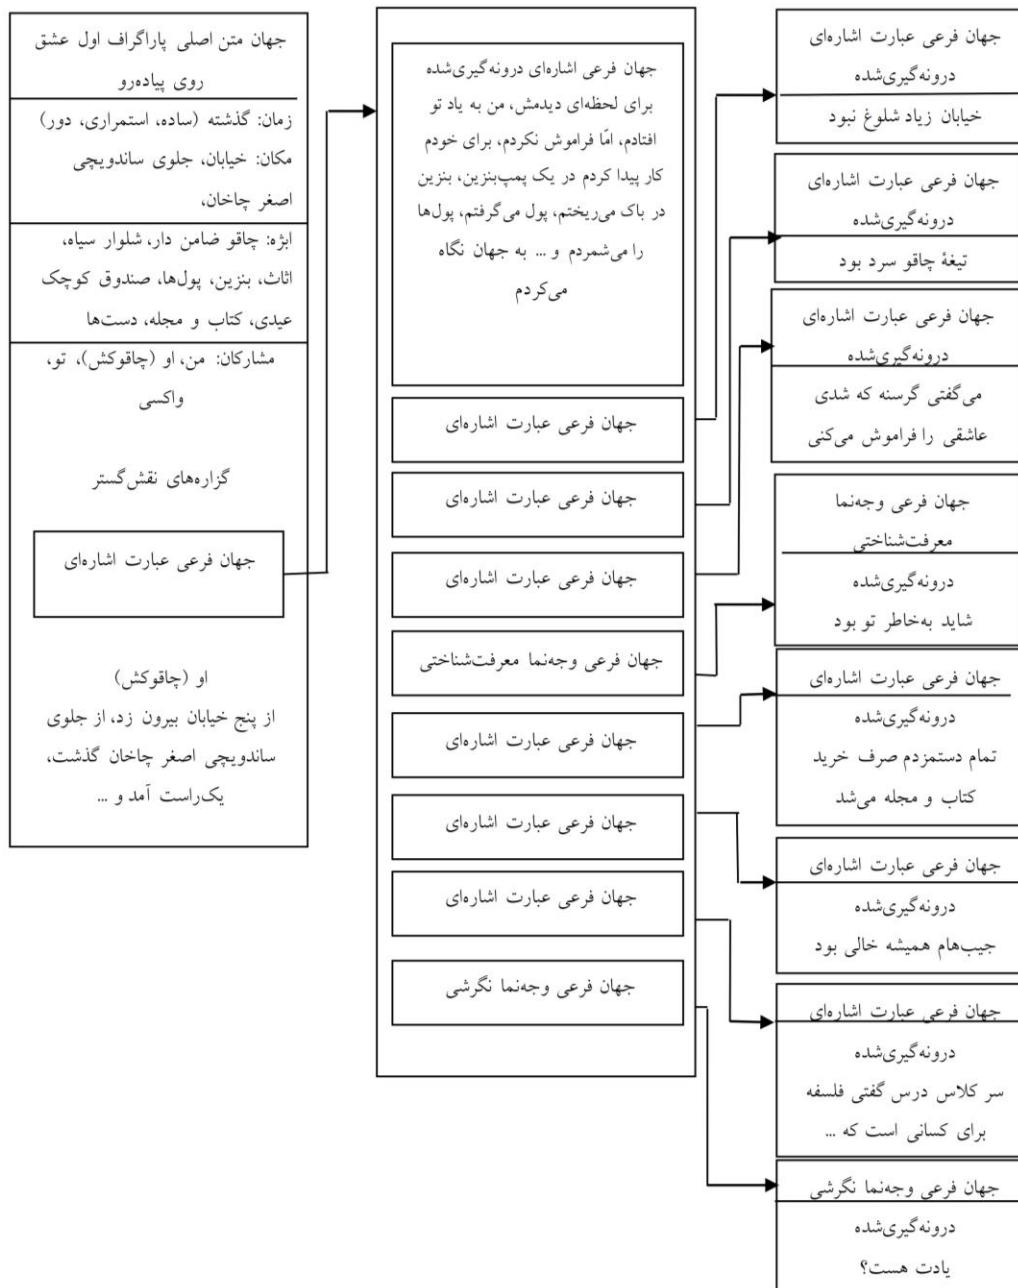 جهان متن اصلی پاراگراف اول عشق
روی پیاده‌رو
زمان: گذشته (ساده، استمراری، دور)
مکان: خیابان، جلوی ساندویچی
اصغر چاخان،
ابژه: چاقو ضامن دار، شلوار سیاه،
اثاث، بنزین، پول‌ها، صندوق کوچک
عیدی، کتاب و مجله، دست‌ها
مشارکان: من، او (چاقوکش)، تو،
واکسی
گزاره‌های نقش‌گستر
جهان فرعی عبارت اشاره‌ای
او (چاقوکش)
از پنج خیابان بیرون زد، از جلوی
ساندویچی اصغر چاخان گذشت،
یک‌راست آمد و ...
جهان فرعی اشاره‌ای درونه‌گیری‌شده
برای لحظه‌ای دیدمش، من به یاد تو
افتادم، امّا فراموش نکردم، برای خودم
کار پیدا کردم در یک پمپ‌بنزین، بنزین
در باک می‌ریختم، پول می‌گرفتم، پول‌ها
را می‌شمردم و ... به جهان نگاه
می‌کردم
جهان فرعی عبارت اشاره‌ای
جهان فرعی عبارت اشاره‌ای
جهان فرعی عبارت اشاره‌ای
جهان فرعی وجه‌نما معرفت‌شناختی
جهان فرعی عبارت اشاره‌ای
جهان فرعی عبارت اشاره‌ای
جهان فرعی عبارت اشاره‌ای
جهان فرعی وجه‌نما نگرشی
جهان فرعی عبارت اشاره‌ای
درونه‌گیری‌شده
خیابان زیاد شلوغ نبود
جهان فرعی عبارت اشاره‌ای
درونه‌گیری‌شده
تیغهٔ چاقو سرد بود
جهان فرعی عبارت اشاره‌ای
درونه‌گیری‌شده
می‌گفتی گرسنه که شدی
عاشقی را فراموش می‌کنی
جهان فرعی وجه‌نما
معرفت‌شناختی
درونه‌گیری‌شده
شاید به‌خاطر تو بود
جهان فرعی عبارت اشاره‌ای
درونه‌گیری‌شده
تمام دستمزدم صرف خرید
کتاب و مجله می‌شد
جهان فرعی عبارت اشاره‌ای
درونه‌گیری‌شده
جیب‌هام همیشه خالی بود
جهان فرعی عبارت اشاره‌ای
درونه‌گیری‌شده
سر کلاس درس گفتی فلسفه
برای کسانی است که ...
جهان فرعی وجه‌نما نگرشی
درونه‌گیری‌شده
یادت هست؟